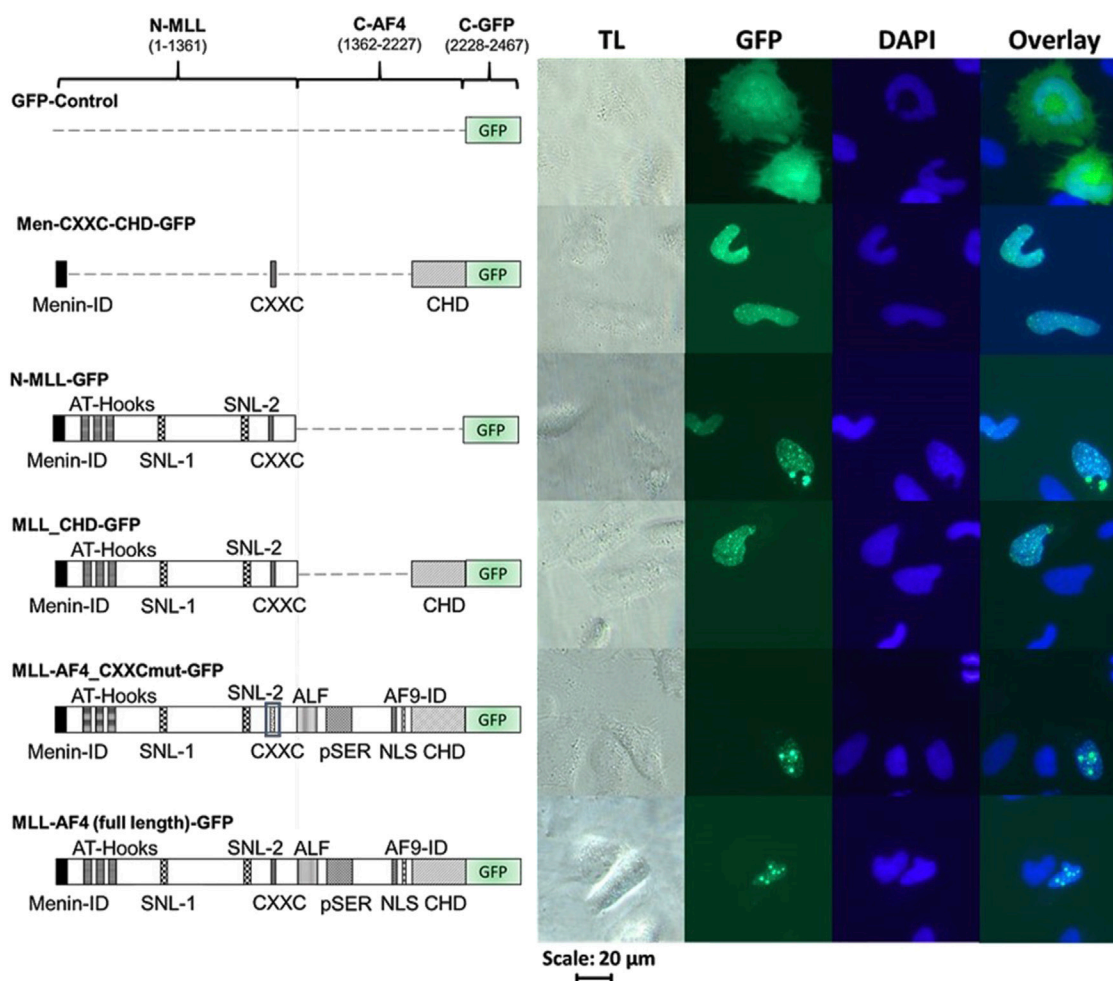 N-MLL C-AF4 C-GFP
(1-1361) (1362-2227) (2228-2467)
TL GFP DAPI Overlay
GFP-Control
GFP
Men-CXXC-CHD-GFP
GFP
Menin-ID CXXC CHD
N-MLL-GFP
AT-Hooks SNL-2
GFP
Menin-ID SNL-1 CXXC
MLL_CHD-GFP
AT-Hooks SNL-2
GFP
Menin-ID SNL-1 CXXC CHD
MLL-AF4_CXXCmut-GFP
AT-Hooks SNL-2 ALF AF9-ID
GFP
Menin-ID SNL-1 CXXC pSER NLS CHD
MLL-AF4 (full length)-GFP
AT-Hooks SNL-2 ALF AF9-ID
GFP
Menin-ID SNL-1 CXXC pSER NLS CHD
Scale: 20 µm